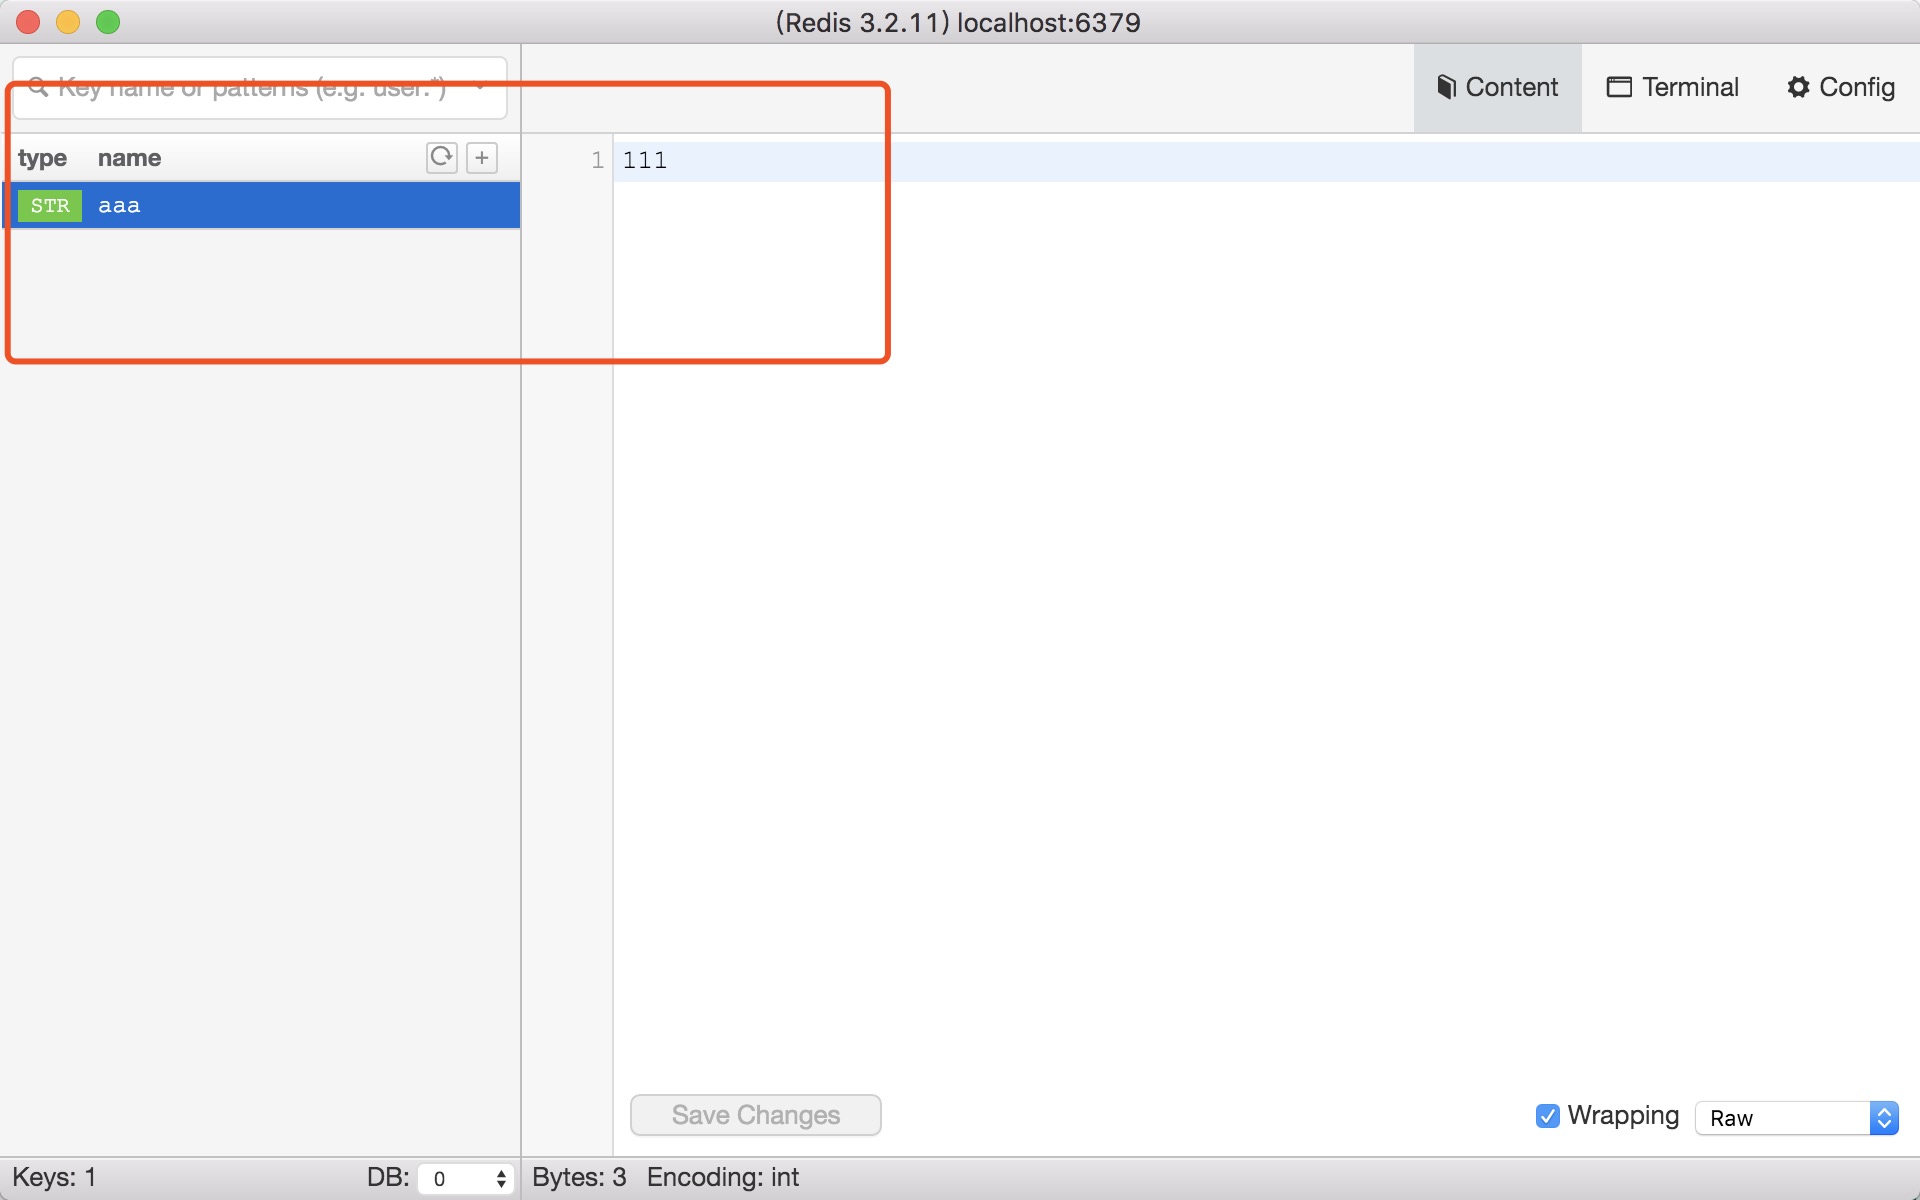 (Redis 3.2.11) localhost:6379
Key name or patterns (e.g. user:*)
Content Terminal Config
type name
1 111
STR aaa
Save Changes
Wrapping Raw
Keys: 1 DB: 0 Bytes: 3 Encoding: int